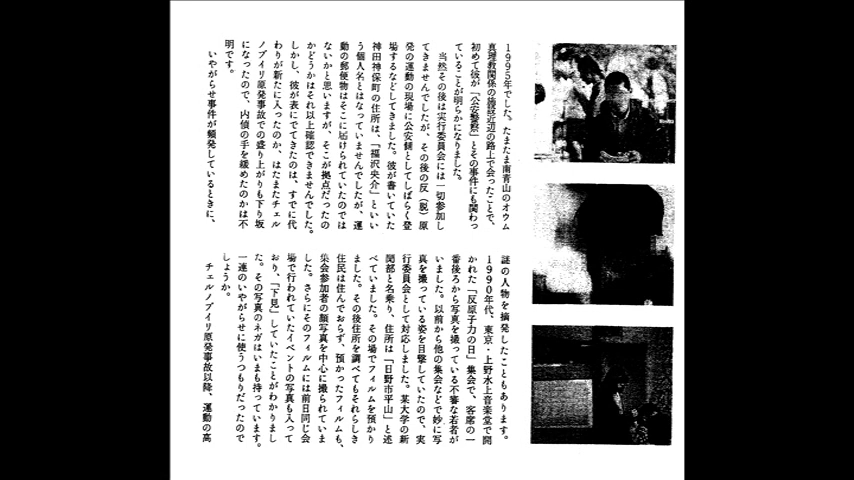 1995年でした。たまたま南青山のオウム
真理教関係の施設近辺の路上で会ったことで、
初めて彼が「公安警察」とその事件にも関わっ
ていることが明らかになりました。
当然その後は実行委員会には一切参加し
てきませんでしたが、その後の反（脱）原
発の運動の現場に公安側としてしばらく登
場するなどしてきました。彼が書いていた
神田神保町の住所は、「福沢央介」とい
う個人名とはなっていませんでしたが、運
動の郵便物はそこに届けられていたのでは
ないかと思いますが、そこが拠点だったの
かどうかはそれ以上確認できませんでした。
しかし、彼が表にでてきたのは、すでに代
わりが新たに入ったのか、はたまたチェル
ノブイリ原発事故での盛り上がりも下り坂
になったので、内偵の手を緩めたのかは不
明です。
いやがらせ事件が頻発しているときに、
謎の人物を摘発したこともあります。
1990年代、東京・上野水上音楽堂で開
かれた「反原子力の日」集会で、客席の一
番後ろから写真を撮っている不審な若者が
いました。以前から他の集会などで妙に写
真を撮っている姿を目撃していたので、実
行委員会として対応しました。某大学の新
聞部と名乗り、住所は「日野市平山」と述
べていました。その場でフィルムを預かり
ました。その後住所を調べてもそれらしき
住民は住んでおらず、預かったフィルムも、
集会参加者の顔写真を中心に撮られていま
した。さらにそのフィルムには前日同じ会
場で行われていたイベントの写真も入って
おり、「下見」していたことがわかりまし
た。その写真のネガはいまも持っています。
一連のいやがらせに使うつもりだったので
しょうか。
チェルノブイリ原発事故以降、運動の高